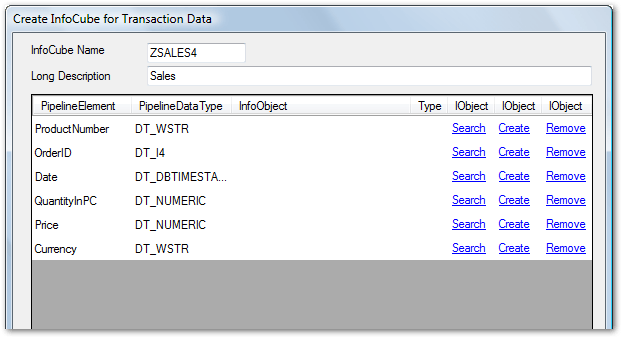 Create InfoCube for Transaction Data
InfoCube Name ZSALES4
Long Description Sales
PipelineElement PipelineDataType InfoObject Type IObject IObject IObject
ProductNumber DT_WSTR Search Create Remove
OrderID DT_I4 Search Create Remove
Date DT_DBTIMESTA... Search Create Remove
QuantityInPC DT_NUMERIC Search Create Remove
Price DT_NUMERIC Search Create Remove
Currency DT_WSTR Search Create Remove